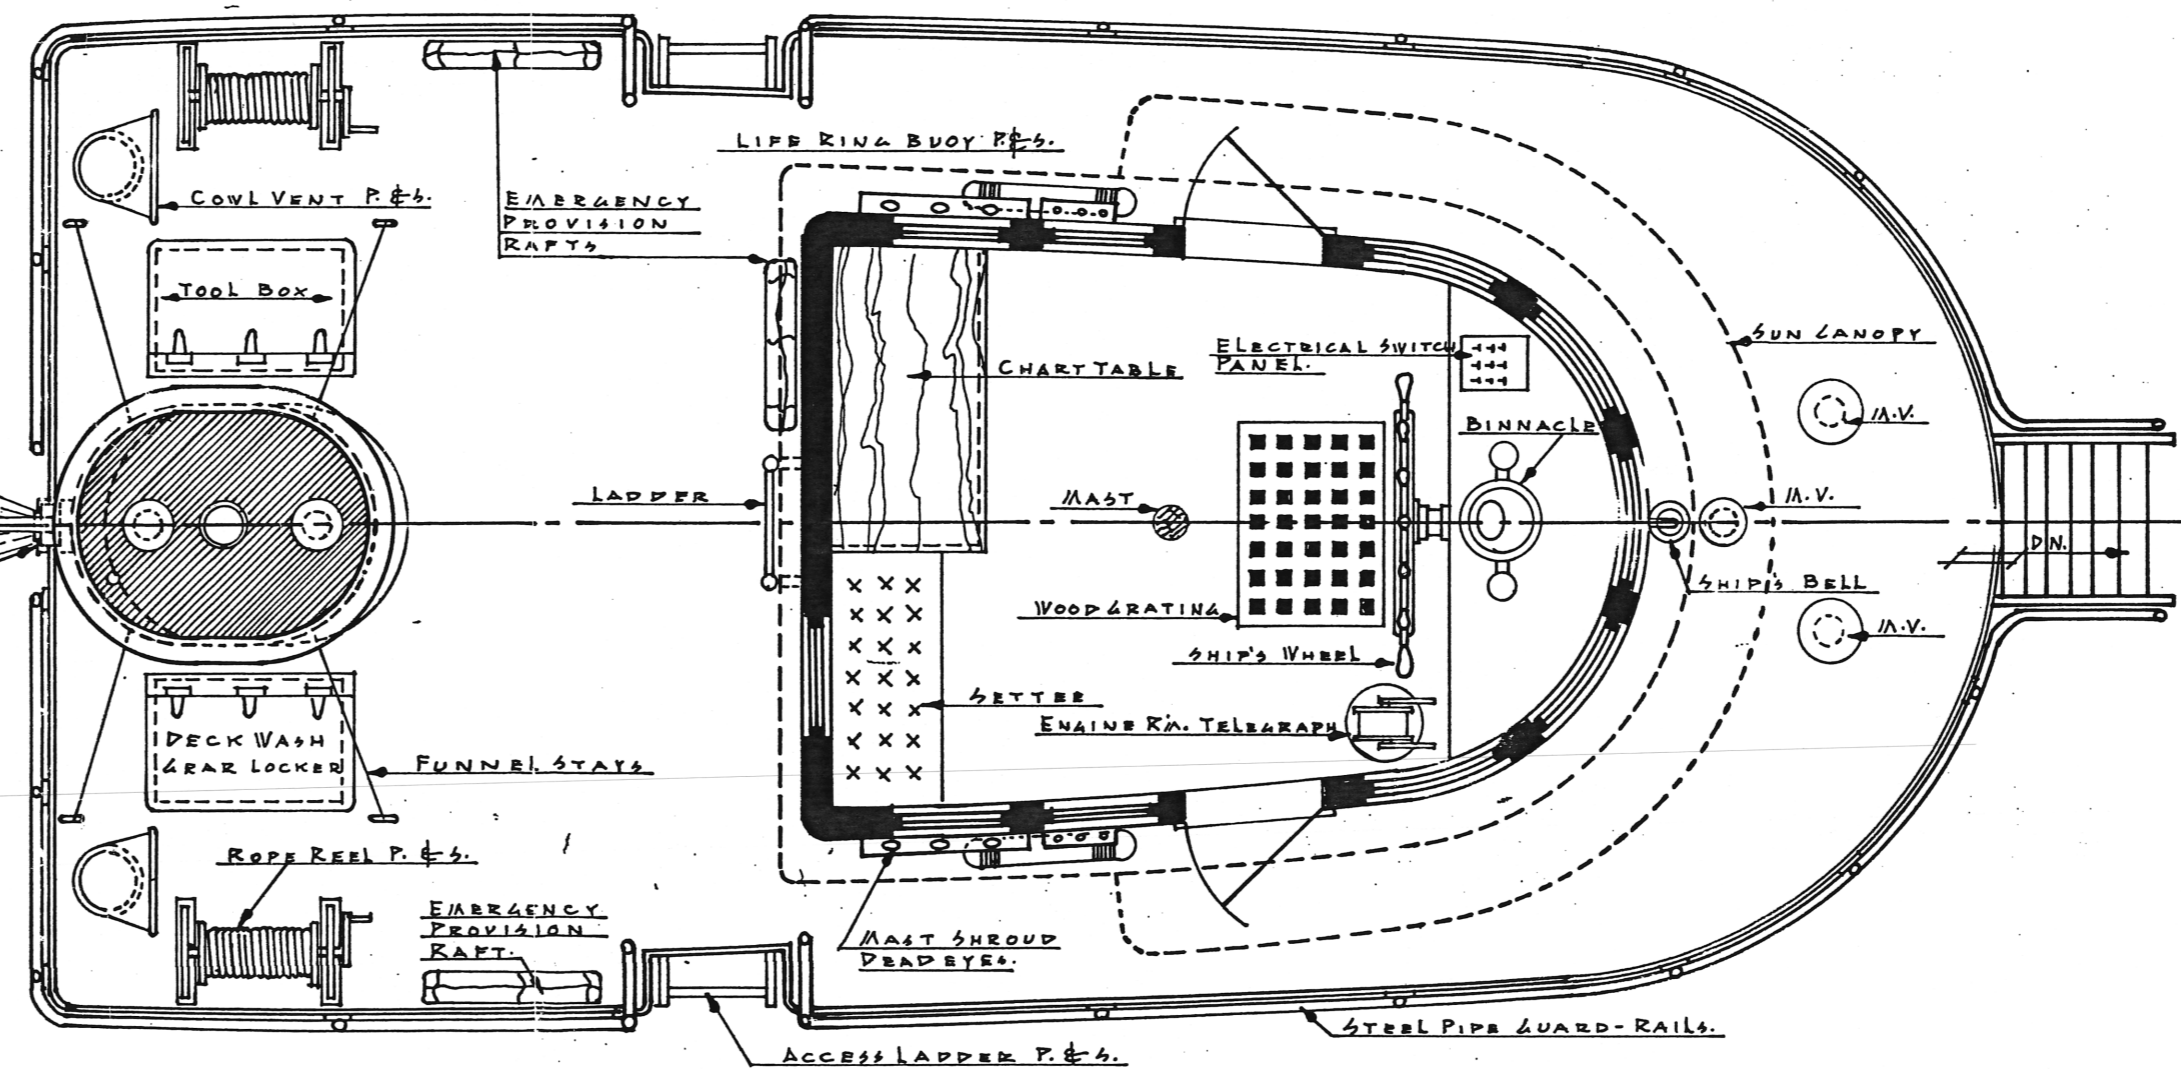 LIFE RING BUOY P.&S.
COWL VENT P. &S.
EMERGENCY
PROVISION
RAFTS
TOOL BOX
SUN CANOPY
ELECTRICAL SWITCH
PANEL.
CHART TABLE
M.V.
BINNACLE
LADDER
MAST
M.V.
D.N.
SHIP'S BELL
WOOD GRATING
M.V.
SHIP'S WHEEL
SETTEE
ENGINE RM. TELEGRAPH
DECK WASH
GEAR LOCKER
FUNNEL STAYS
ROPE REEL P. & S.
EMERGENCY
PROVISION
RAFT.
MAST SHROUD
DEADEYES.
STEEL PIPE GUARD-RAILS.
ACCESS LADDER P. & S.